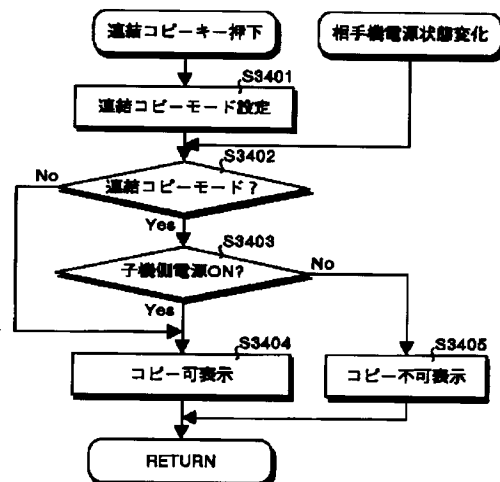 連結コピーキー押下
相手機電源状態変化
S3401
連結コピーモード設定
S3402
No
連結コピーモード？
Yes
S3403
子機側電源ON?
No
Yes
S3404
コピー可表示
S3405
コピー不可表示
RETURN